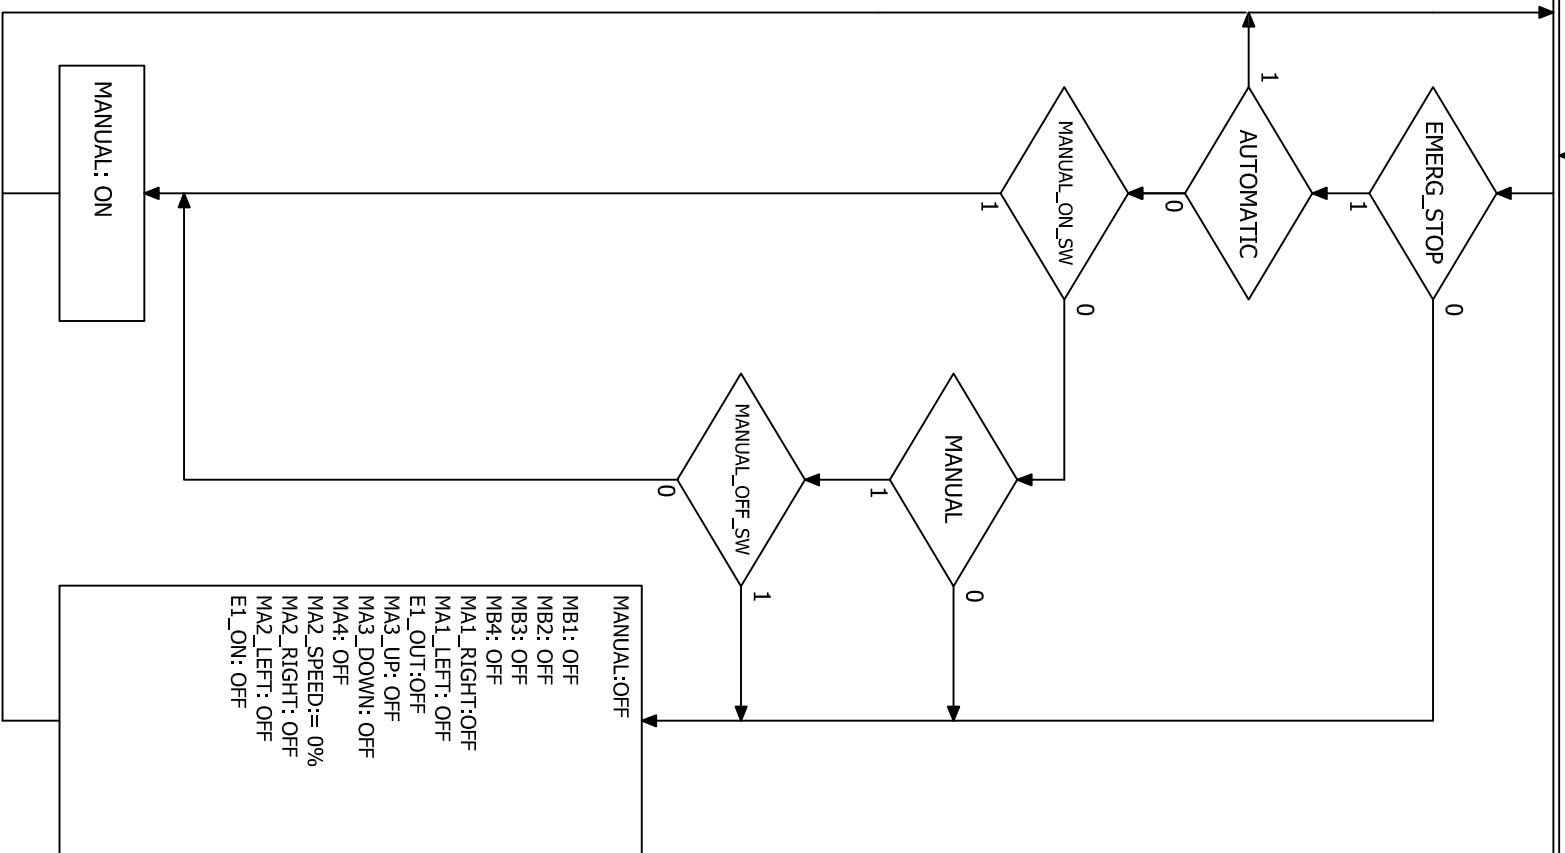 EMERG_STOP
1
0
AUTOMATIC
1
0
MANUAL_ON_SW
1
0
MANUAL
1
0
MANUAL_OFF_SW
0
1
MANUAL: ON
MANUAL:OFF
MB1: OFF
MB2: OFF
MB3: OFF
MB4: OFF
MA1_RIGHT:OFF
MA1_LEFT: OFF
E1_OUT:OFF
MA3_UP: OFF
MA3_DOWN: OFF
MA4: OFF
MA2_SPEED:= 0%
MA2_RIGHT: OFF
MA2_LEFT: OFF
E1_ON: OFF